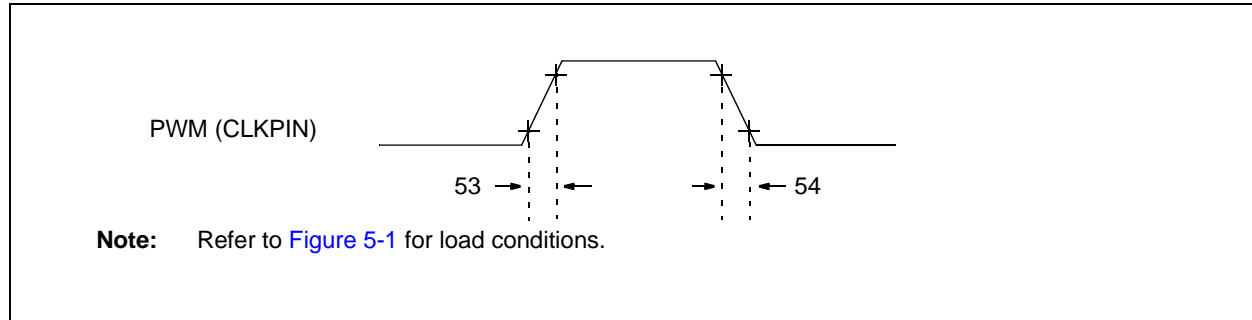 PWM (CLKPIN)
53
54
Note: Refer to Figure 5-1 for load conditions.